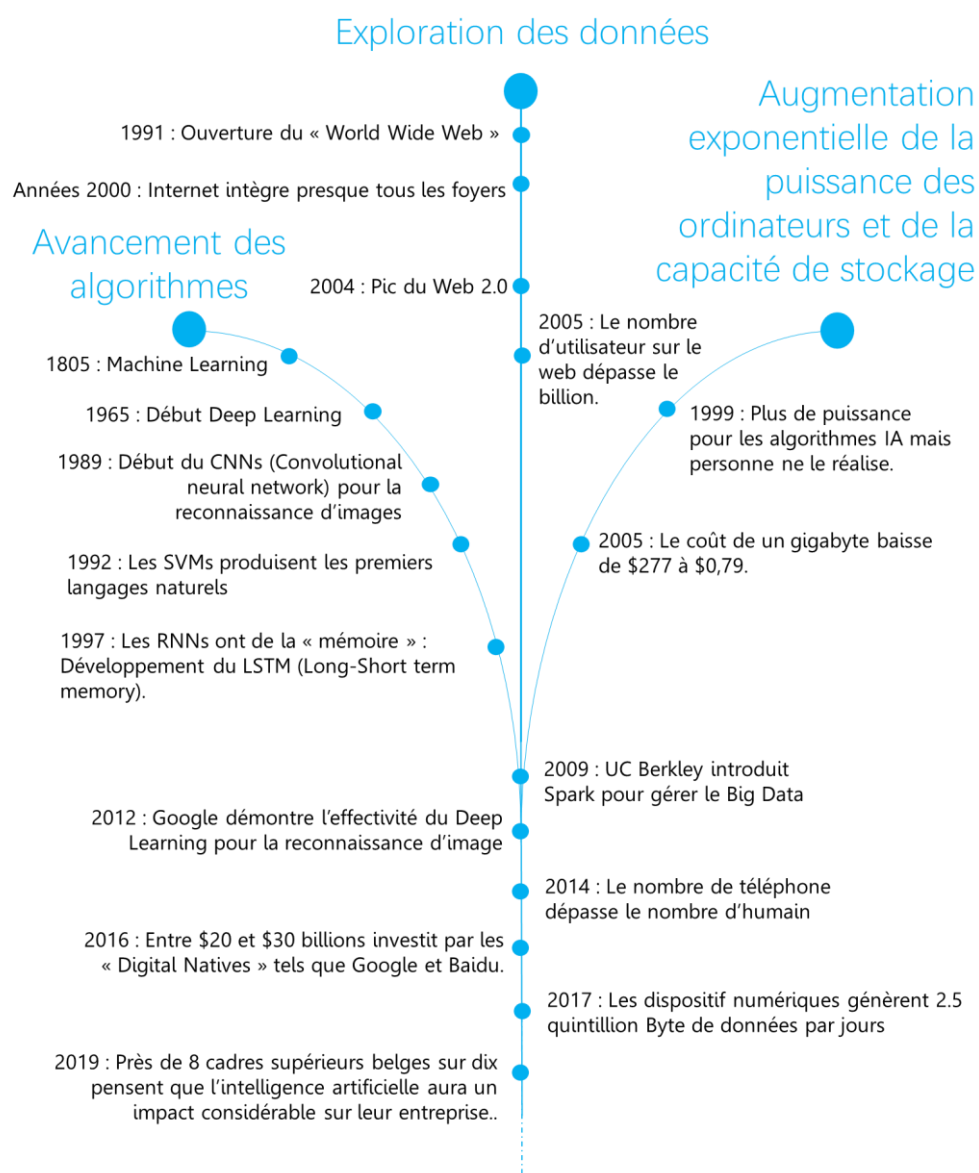 Exploration des données
1991 : Ouverture du « World Wide Web »
Années 2000 : Internet intègre presque tous les foyers
2004 : Pic du Web 2.0
2005 : Le nombre
d’utilisateur sur le
web dépasse le
billion.
Avancement des
algorithmes
1805 : Machine Learning
1965 : Début Deep Learning
1989 : Début du CNNs (Convolutional
neural network) pour la
reconnaissance d’images
1992 : Les SVMs produisent les premiers
langages naturels
1997 : Les RNNs ont de la « mémoire » :
Développement du LSTM (Long-Short term
memory).
Augmentation
exponentielle de la
puissance des
ordinateurs et de la
capacité de stockage
1999 : Plus de puissance
pour les algorithmes IA mais
personne ne le réalise.
2005 : Le coût de un gigabyte baisse
de $277 à $0,79.
2009 : UC Berkley introduit
Spark pour gérer le Big Data
2012 : Google démontre l’effectivité du Deep
Learning pour la reconnaissance d’image
2014 : Le nombre de téléphone
dépasse le nombre d’humain
2016 : Entre $20 et $30 billions investit par les
« Digital Natives » tels que Google et Baidu.
2017 : Les dispositif numériques génèrent 2.5
quintillion Byte de données par jours
2019 : Près de 8 cadres supérieurs belges sur dix
pensent que l’intelligence artificielle aura un
impact considérable sur leur entreprise..